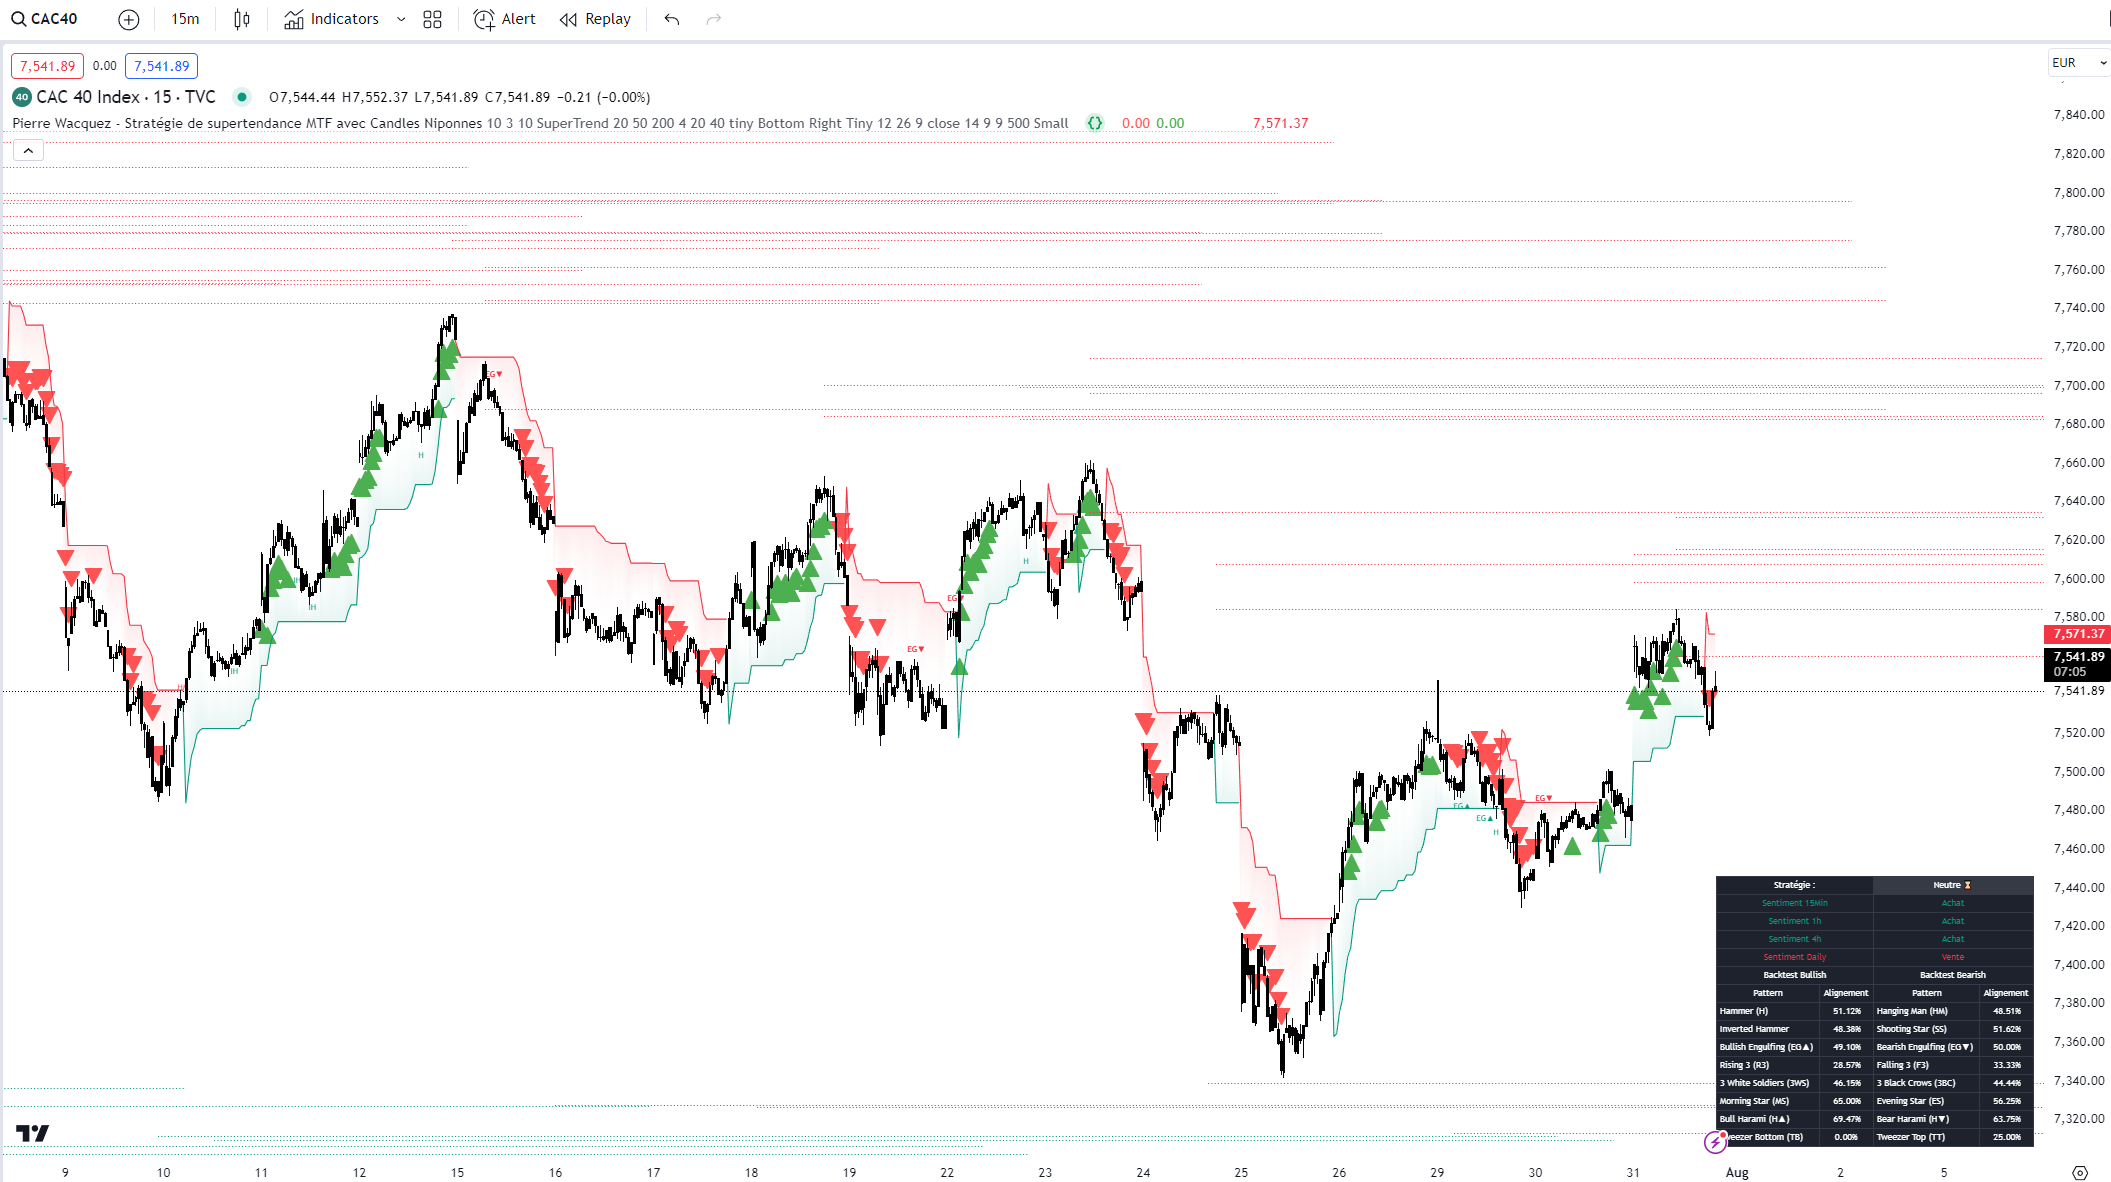 CAC40 15m Indicators Alert Replay
7,541.89 0.00 7,541.89
EUR
40 CAC 40 Index · 15 · TVC O7,544.44 H7,552.37 L7,541.89 C7,541.89 −0.21 (−0.00%)
Pierre Wacquez - Stratégie de supertendance MTF avec Candles Niponnes 10 3 10 SuperTrend 20 50 200 4 20 40 tiny Bottom Right Tiny 12 26 9 close 14 9 9 500 Small {} 0.00 0.00 7,571.37
7,840.00
7,820.00
7,800.00
7,780.00
7,760.00
7,740.00
7,720.00
7,700.00
7,680.00
7,660.00
7,640.00
7,620.00
7,600.00
7,580.00
7,571.37
7,541.89
07:05
7,541.89
7,520.00
7,500.00
7,480.00
7,460.00
7,440.00
7,420.00
7,400.00
7,380.00
7,360.00
7,340.00
7,320.00
EG▼
H
IH
IH
H
EG
EG▼
H
EG▲
EG▲
H
EG▼
Stratégie : Neutre ⏳
Sentiment 15Min Achat
Sentiment 1h Achat
Sentiment 4h Achat
Sentiment Daily Vente
Backtest Bullish Backtest Bearish
Pattern Alignement Pattern Alignement
Hammer (H) 51.12% Hanging Man (HM) 48.51%
Inverted Hammer 48.38% Shooting Star (SS) 51.62%
Bullish Engulfing (EG▲) 49.10% Bearish Engulfing (EG▼) 50.00%
Rising 3 (R3) 28.57% Falling 3 (F3) 33.33%
3 White Soldiers (3WS) 46.15% 3 Black Crows (3BC) 44.44%
Morning Star (MS) 65.00% Evening Star (ES) 56.25%
Bull Harami (H▲) 69.47% Bear Harami (H▼) 63.75%
weezer Bottom (TB) 0.00% Tweezer Top (TT) 25.00%
9 10 11 12 15 16 17 18 19 22 23 24 25 26 29 30 31 Aug 2 5